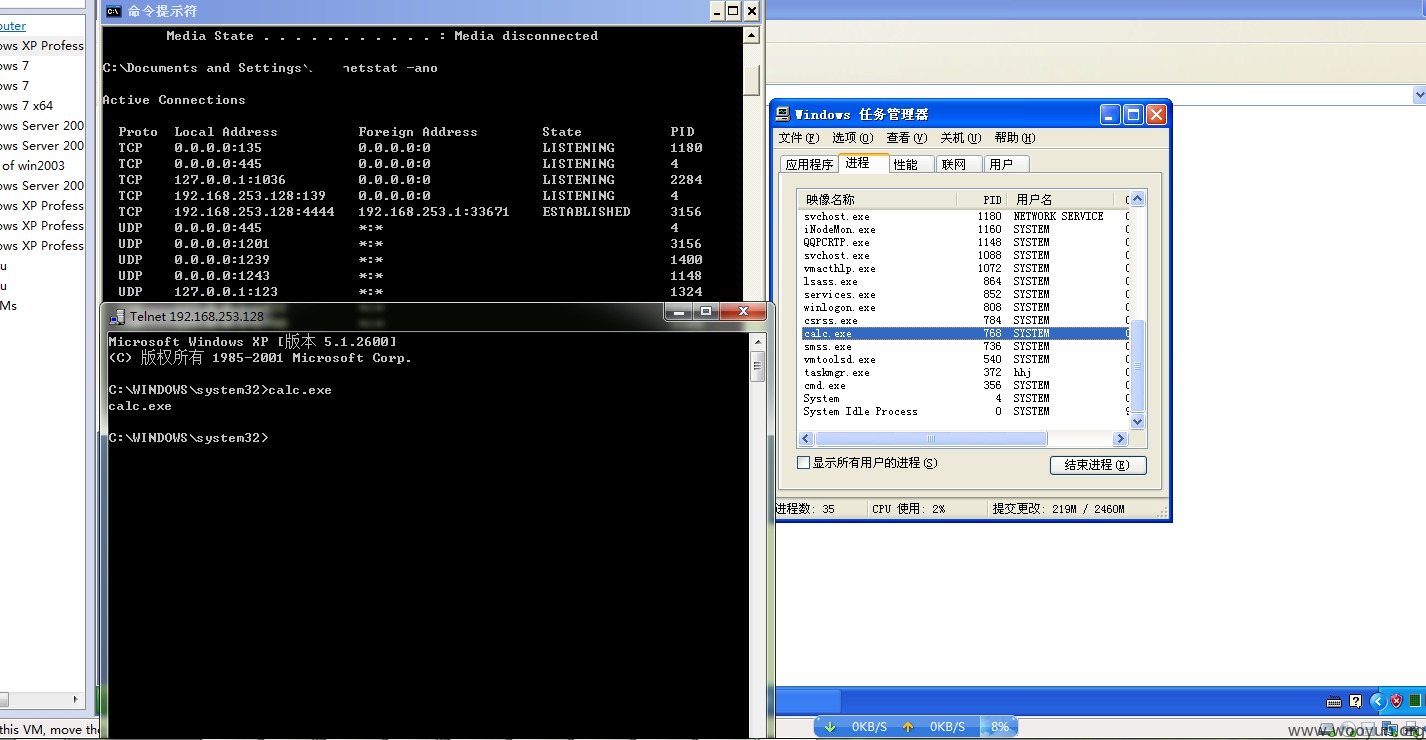 命令提示符
Media State . . . . . . . . . . . : Media disconnected
C:\Documents and Settings\ netstat -ano
Active Connections
Proto Local Address Foreign Address State PID
TCP 0.0.0.0:135 0.0.0.0:0 LISTENING 1180
TCP 0.0.0.0:445 0.0.0.0:0 LISTENING 4
TCP 127.0.0.1:1036 0.0.0.0:0 LISTENING 2284
TCP 192.168.253.128:139 0.0.0.0:0 LISTENING 4
TCP 192.168.253.128:4444 192.168.253.1:33671 ESTABLISHED 3156
UDP 0.0.0.0:445 *:* 4
UDP 0.0.0.0:1201 *:* 3156
UDP 0.0.0.0:1239 *:* 1400
UDP 0.0.0.0:1243 *:* 1148
UDP 127.0.0.1:123 *:* 1324
Telnet 192.168.253.128
Microsoft Windows XP [版本 5.1.2600]
(C) 版权所有 1985-2001 Microsoft Corp.
C:\WINDOWS\system32>calc.exe
calc.exe
C:\WINDOWS\system32>
Windows 任务管理器
文件(F) 选项(O) 查看(V) 关机(U) 帮助(H)
应用程序 进程 性能 联网 用户
映像名称 PID 用户名
svchost.exe 1180 NETWORK SERVICE
iNodeMon.exe 1160 SYSTEM
QQPCRTP.exe 1148 SYSTEM
svchost.exe 1088 SYSTEM
vmacthlp.exe 1072 SYSTEM
lsass.exe 864 SYSTEM
services.exe 852 SYSTEM
winlogon.exe 808 SYSTEM
csrss.exe 784 SYSTEM
calc.exe 768 SYSTEM
smss.exe 736 SYSTEM
vmtoolsd.exe 540 SYSTEM
taskmgr.exe 372 hhj
cmd.exe 356 SYSTEM
System 4 SYSTEM
System Idle Process 0 SYSTEM 9
显示所有用户的进程(S)
结束进程(E)
进程数: 35 CPU 使用: 2% 提交更改: 219M / 2460M
puter
ows XP Profess
ows 7
ows 7
ows 7 x64
ows Server 200
ows Server 200
of win2003
ows Server 200
ows XP Profess
ows XP Profess
ows XP Profess
u
u
Ms
this VM, move the
0KB/S 0KB/S 8%
www.wooyun.org